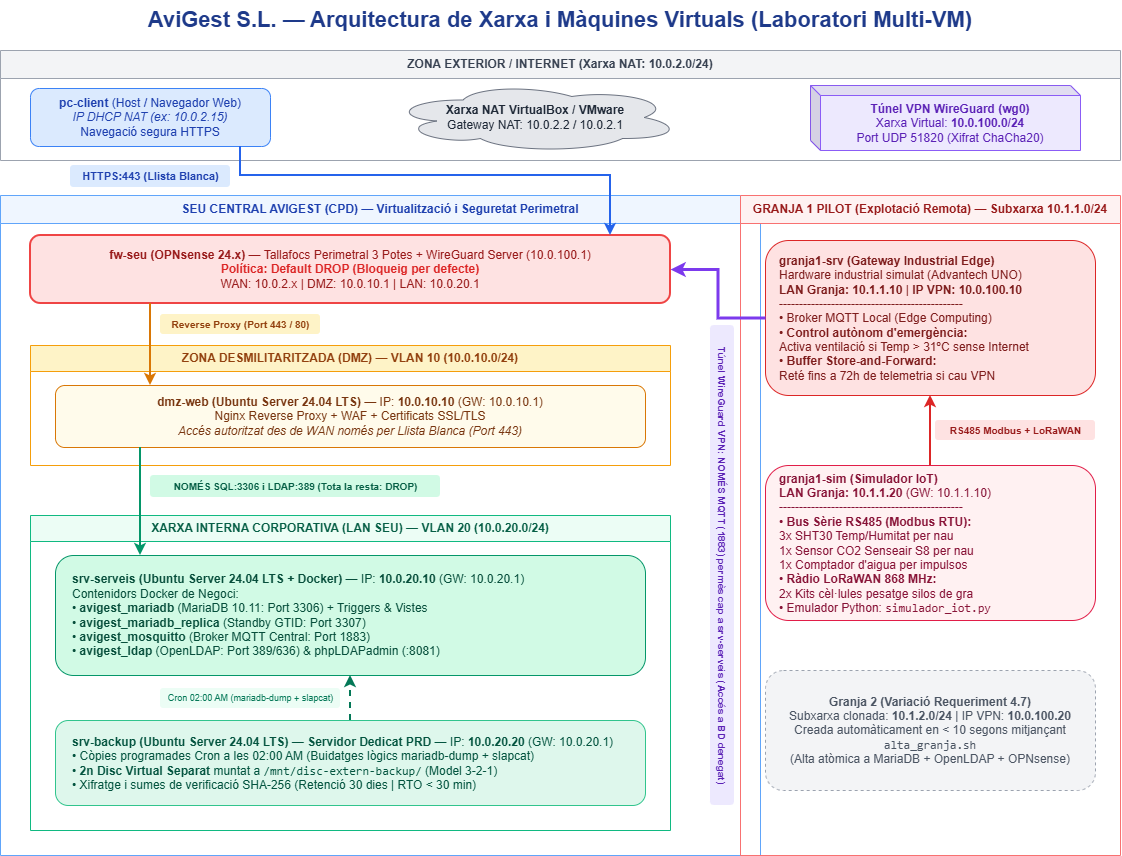 AviGest S.L. — Arquitectura de Xarxa i Màquines Virtuals (Laboratori Multi-VM)
ZONA EXTERIOR / INTERNET (Xarxa NAT: 10.0.2.0/24)
pc-client (Host / Navegador Web)
IP DHCP NAT (ex: 10.0.2.15)
Navegació segura HTTPS
Xarxa NAT VirtualBox / VMware
Gateway NAT: 10.0.2.2 / 10.0.2.1
Túnel VPN WireGuard (wg0)
Xarxa Virtual: 10.0.100.0/24
Port UDP 51820 (Xifrat ChaCha20)
HTTPS:443 (Llista Blanca)
SEU CENTRAL AVIGEST (CPD) — Virtualització i Seguretat Perimetral
fw-seu (OPNsense 24.x) — Tallafocs Perimetral 3 Potes + WireGuard Server (10.0.100.1)
Política: Default DROP (Bloqueig per defecte)
WAN: 10.0.2.x | DMZ: 10.0.10.1 | LAN: 10.0.20.1
Reverse Proxy (Port 443 / 80)
ZONA DESMILITARITZADA (DMZ) — VLAN 10 (10.0.10.0/24)
dmz-web (Ubuntu Server 24.04 LTS) — IP: 10.0.10.10 (GW: 10.0.10.1)
Nginx Reverse Proxy + WAF + Certificats SSL/TLS
Accés autoritzat des de WAN només per Llista Blanca (Port 443)
NOMÉS SQL:3306 i LDAP:389 (Tota la resta: DROP)
XARXA INTERNA CORPORATIVA (LAN SEU) — VLAN 20 (10.0.20.0/24)
srv-serveis (Ubuntu Server 24.04 LTS + Docker) — IP: 10.0.20.10 (GW: 10.0.20.1)
Contenidors Docker de Negoci:
• avigest_mariadb (MariaDB 10.11: Port 3306) + Triggers & Vistes
• avigest_mariadb_replica (Standby GTID: Port 3307)
• avigest_mosquitto (Broker MQTT Central: Port 1883)
• avigest_ldap (OpenLDAP: Port 389/636) & phpLDAPadmin (:8081)
Cron 02:00 AM (mariadb-dump + slapcat)
srv-backup (Ubuntu Server 24.04 LTS) — Servidor Dedicat PRD — IP: 10.0.20.20 (GW: 10.0.20.1)
• Còpies programades Cron a les 02:00 AM (Buidatges lògics mariadb-dump + slapcat)
• 2n Disc Virtual Separat muntat a /mnt/disc-extern-backup/ (Model 3-2-1)
• Xifratge i sumes de verificació SHA-256 (Retenció 30 dies | RTO < 30 min)
Túnel WireGuard VPN: NOMÉS MQTT (1883) permès cap a srv-serveis (Accés a BD denegat)
GRANJA 1 PILOT (Explotació Remota) — Subxarxa 10.1.1.0/24
granja1-srv (Gateway Industrial Edge)
Hardware industrial simulat (Advantech UNO)
LAN Granja: 10.1.1.10 | IP VPN: 10.0.100.10
----------------------------------------------
• Broker MQTT Local (Edge Computing)
• Control autònom d'emergència:
Activa ventilació si Temp > 31°C sense Internet
• Buffer Store-and-Forward:
Reté fins a 72h de telemetria si cau VPN
RS485 Modbus + LoRaWAN
granja1-sim (Simulador IoT)
LAN Granja: 10.1.1.20 (GW: 10.1.1.10)
----------------------------------------------
• Bus Sèrie RS485 (Modbus RTU):
3x SHT30 Temp/Humitat per nau
1x Sensor CO2 Senseair S8 per nau
1x Comptador d'aigua per impulsos
• Ràdio LoRaWAN 868 MHz:
2x Kits cèl·lules pesatge silos de gra
• Emulador Python: simulador_iot.py
Granja 2 (Variació Requeriment 4.7)
Subxarxa clonada: 10.1.2.0/24 | IP VPN: 10.0.100.20
Creada automàticament en < 10 segons mitjançant
alta_granja.sh
(Alta atòmica a MariaDB + OpenLDAP + OPNsense)